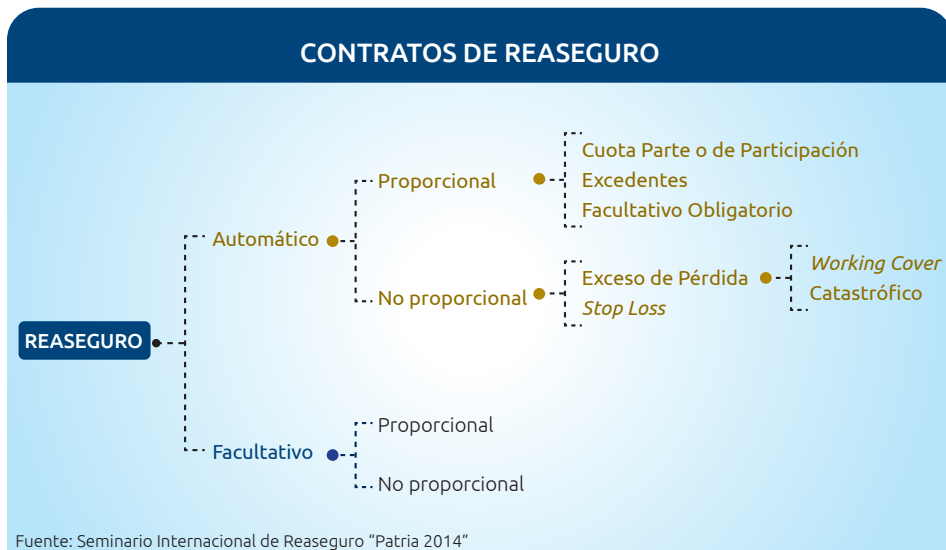 CONTRATOS DE REASEGURO
Cuota Parte o de Participación
Proporcional
Excedentes
Facultativo Obligatorio
Automático
Working Cover
Exceso de Pérdida
Catastrófico
No proporcional
Stop Loss
REASEGURO
Proporcional
Facultativo
No proporcional
Fuente: Seminario Internacional de Reaseguro “Patria 2014”